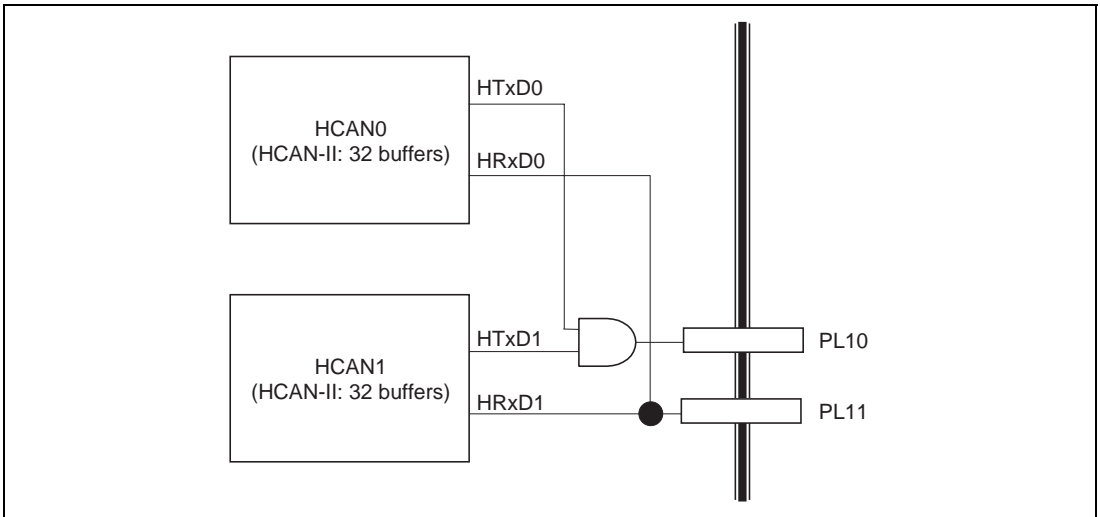 HTxD0
HCAN0
(HCAN-II: 32 buffers)
HRxD0
HTxD1
PL10
HCAN1
(HCAN-II: 32 buffers)
HRxD1
PL11